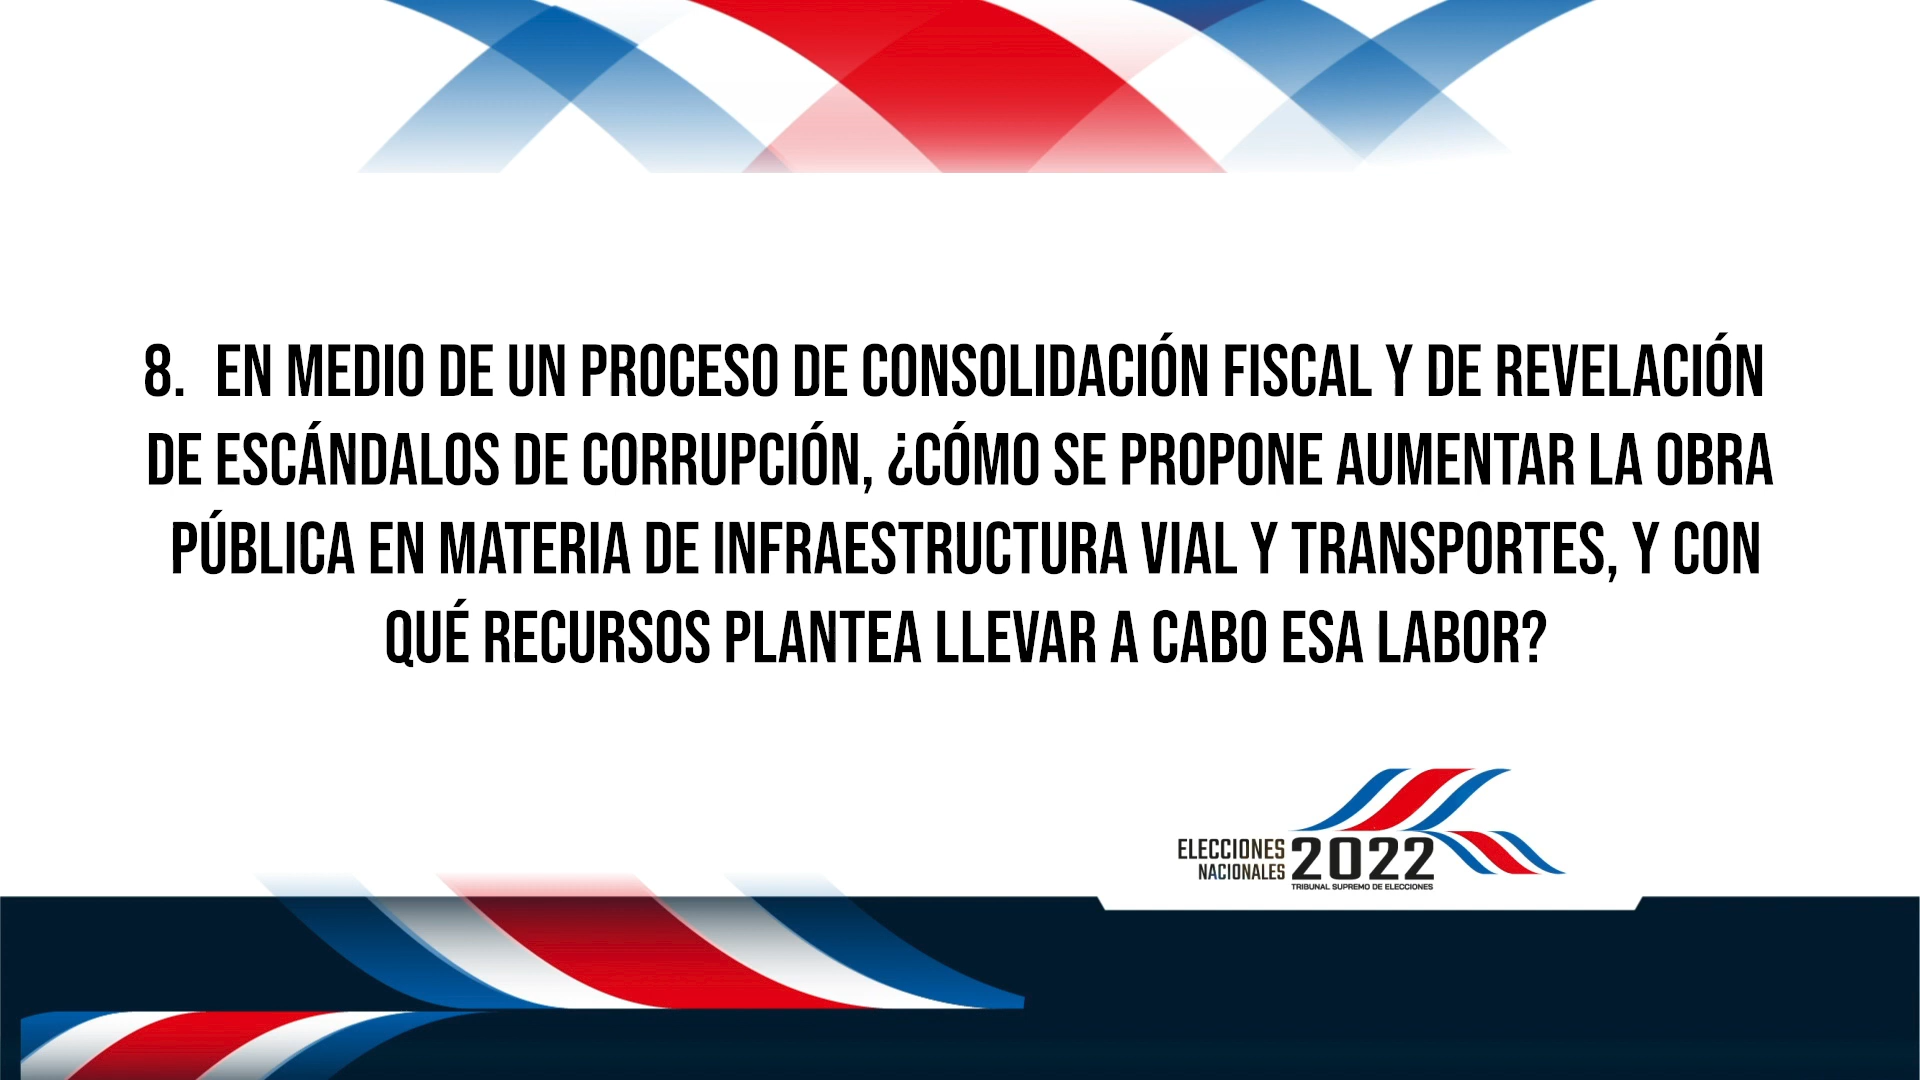 8. EN MEDIO DE UN PROCESO DE CONSOLIDACIÓN FISCAL Y DE REVELACIÓN
DE ESCÁNDALOS DE CORRUPCIÓN, ¿CÓMO SE PROPONE AUMENTAR LA OBRA
PÚBLICA EN MATERIA DE INFRAESTRUCTURA VIAL Y TRANSPORTES, Y CON
QUÉ RECURSOS PLANTEA LLEVAR A CABO ESA LABOR?
ELECCIONES
NACIONALES
2022
TRIBUNAL SUPREMO DE ELECCIONES